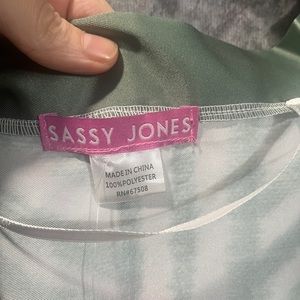 SASSY JONES
MADE IN CHINA
100%POLYESTER
RN#67508